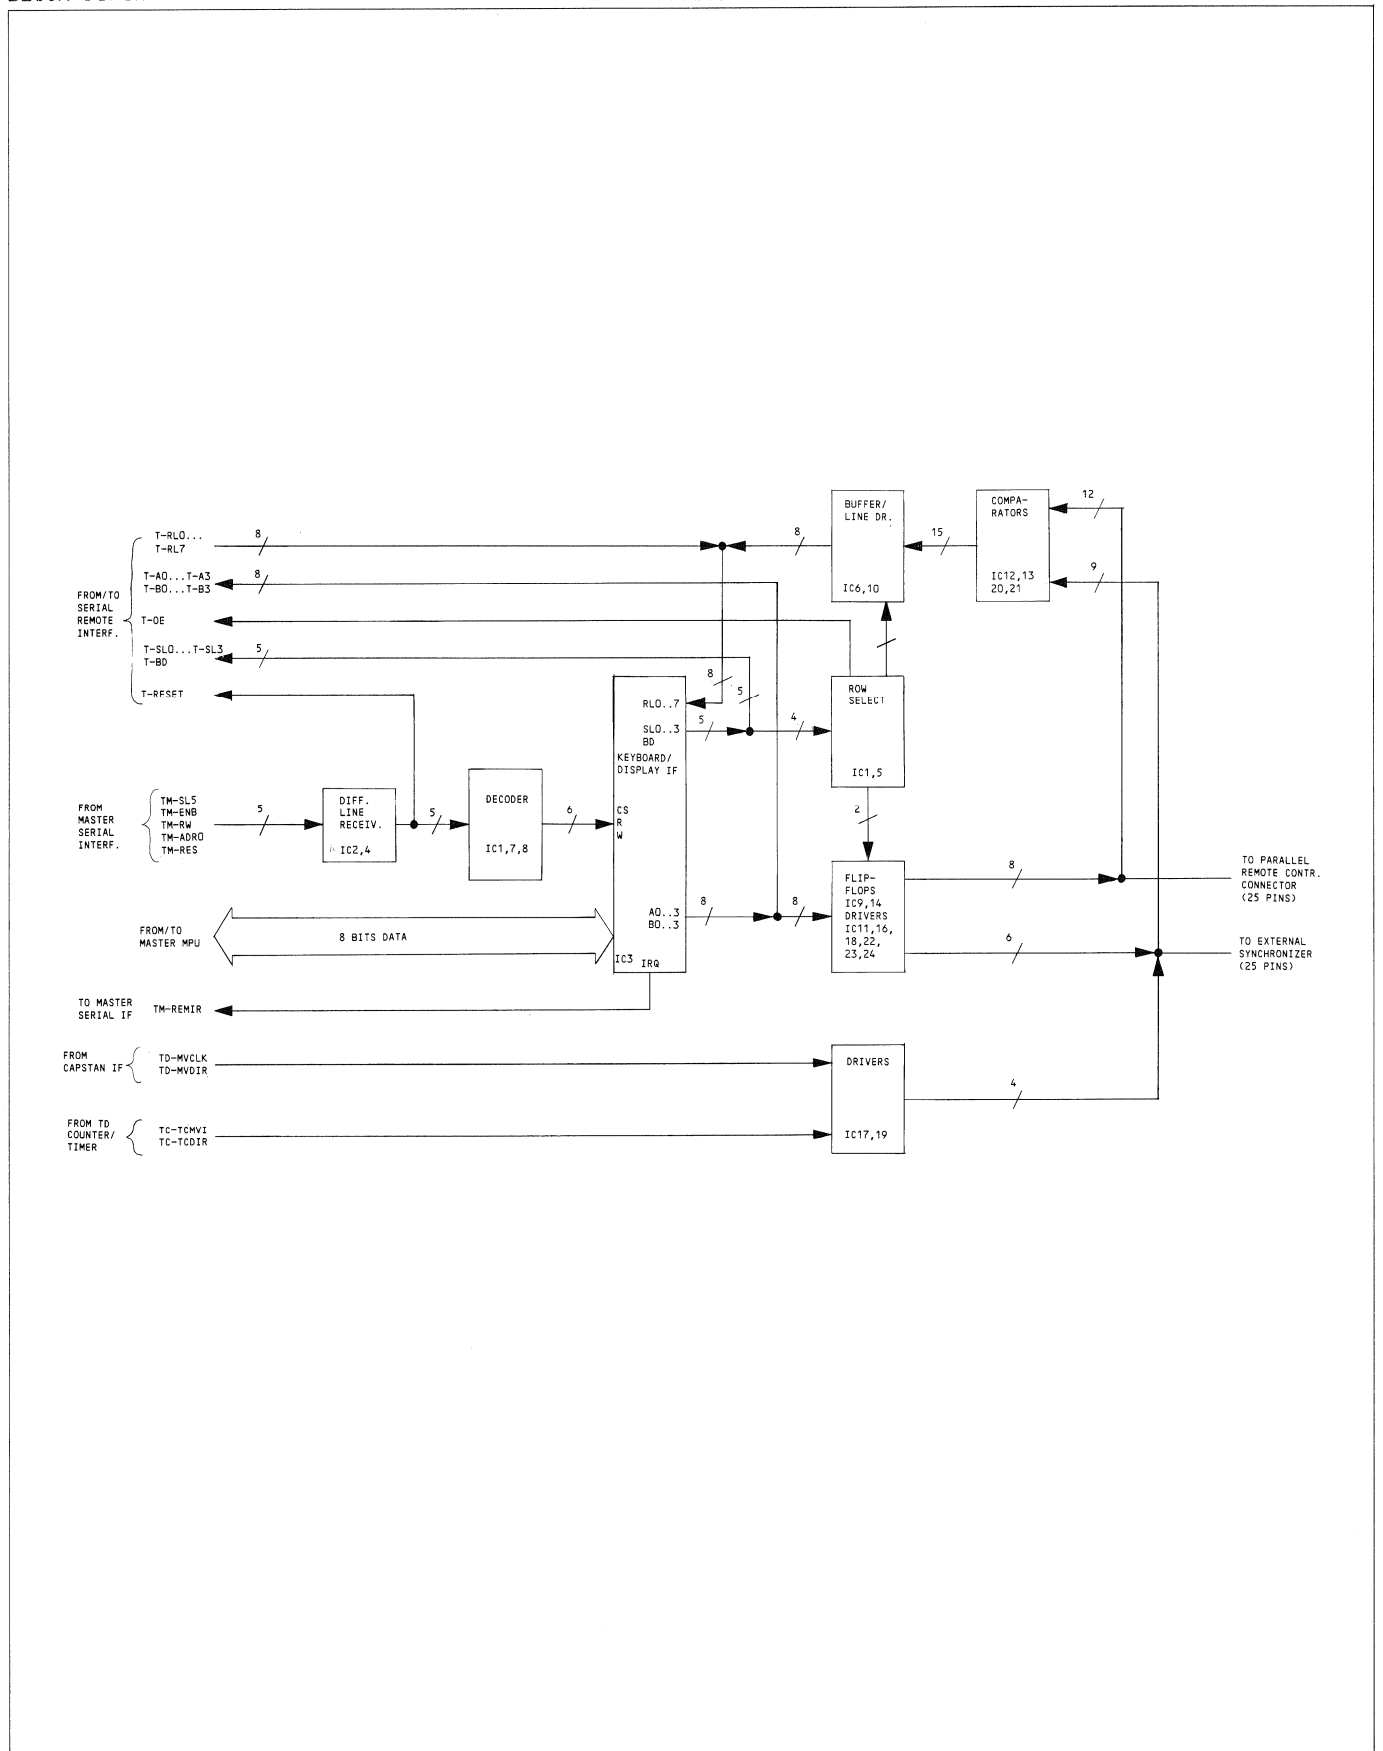 T-RL0...
T-RL7
8
T-A0...T-A3
T-B0...T-B3
8
FROM/TO
SERIAL
REMOTE
INTERF.
T-OE
T-SL0...T-SL3
T-BD
5
T-RESET
8
BUFFER/
LINE DR.
IC6,10
15
COMPA-
RATORS
IC12,13
20,21
12
9
8
5
RL0..7
SL0..3
BD
KEYBOARD/
DISPLAY IF
5
4
ROW
SELECT
IC1,5
FROM
MASTER
SERIAL
INTERF.
TM-SL5
TM-ENB
TM-RW
TM-ADR0
TM-RES
5
DIFF.
LINE
RECEIV.
IC2,4
5
DECODER
IC1,7,8
6
CS
R
W
2
FROM/TO
MASTER MPU
8 BITS DATA
A0..3
B0..3
IC3 IRQ
8
8
FLIP-
FLOPS
IC9,14
DRIVERS
IC11,16,
18,22,
23,24
8
6
TO PARALLEL
REMOTE CONTR.
CONNECTOR
(25 PINS)
TO EXTERNAL
SYNCHRONIZER
(25 PINS)
TO MASTER
SERIAL IF
TM-REMIR
FROM
CAPSTAN IF
TD-MVCLK
TD-MVDIR
DRIVERS
IC17,19
4
FROM TD
COUNTER/
TIMER
TC-TCMVI
TC-TCDIR